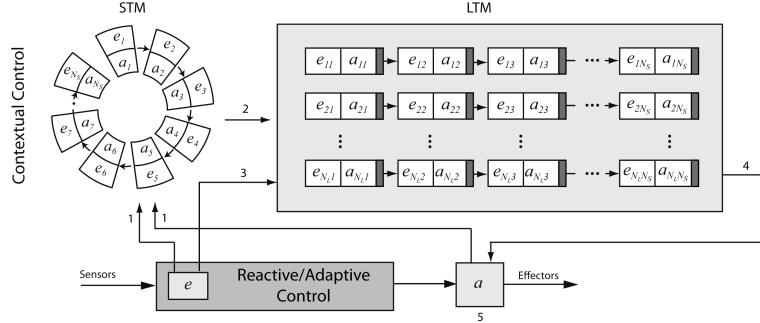 STM
LTM
Contextual Control
e1 a1
e2 a2
e3 a3
e4 a4
e5 a5
e6 a6
e7 a7
eNS aNS
e11 a11 e12 a12 e13 a13 ... e1NS a1NS
e21 a21 e22 a22 e23 a23 ... e2NS a2NS
eNL1 aNL1 eNL2 aNL2 eNL3 aNL3 ... eNLNS aNLNS
2
3
4
1 1
Sensors
e
Reactive/Adaptive
Control
a
Effectors
5